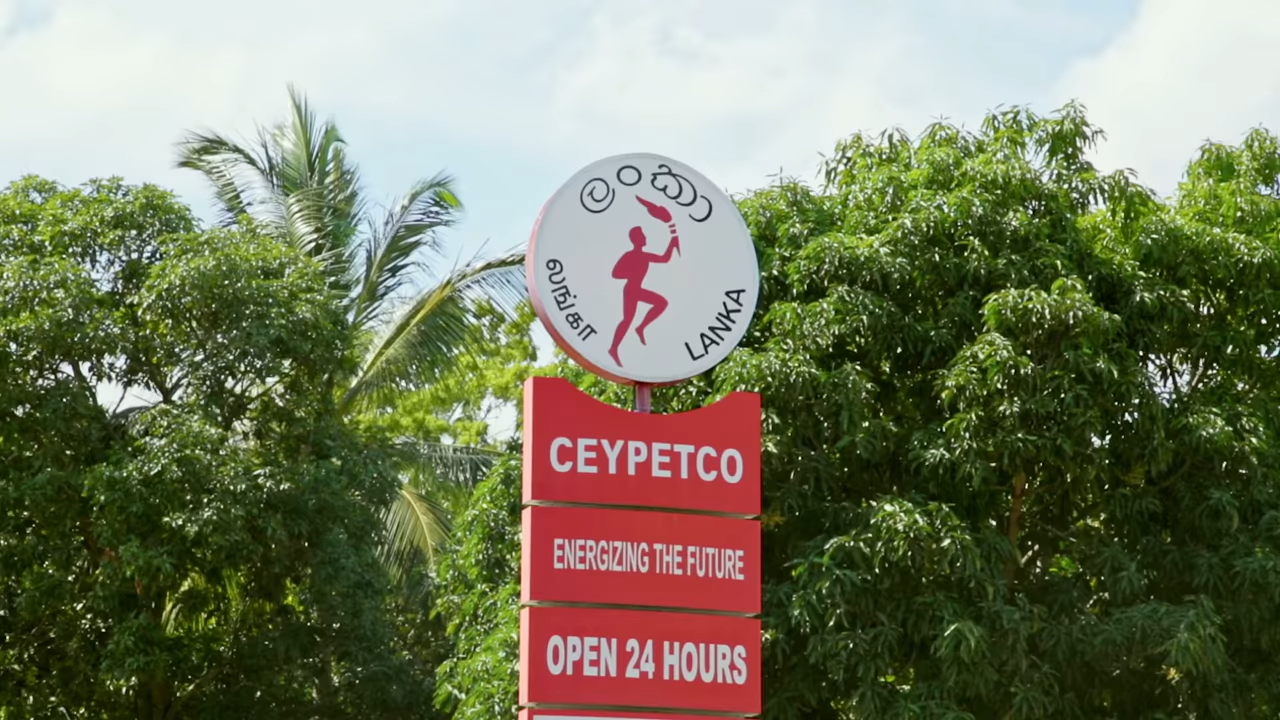 ලංකා
லங்கா
LANKA
CEYPETCO
ENERGIZING THE FUTURE
OPEN 24 HOURS